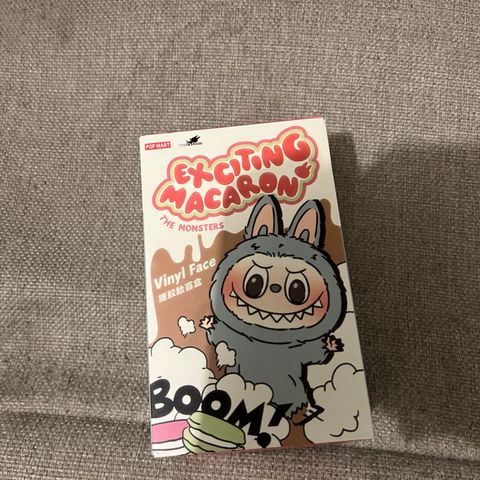 POP MART
EXCITING
MACARON
THE MONSTERS
Vinyl Face
搪胶脸盲盒
BOOM!